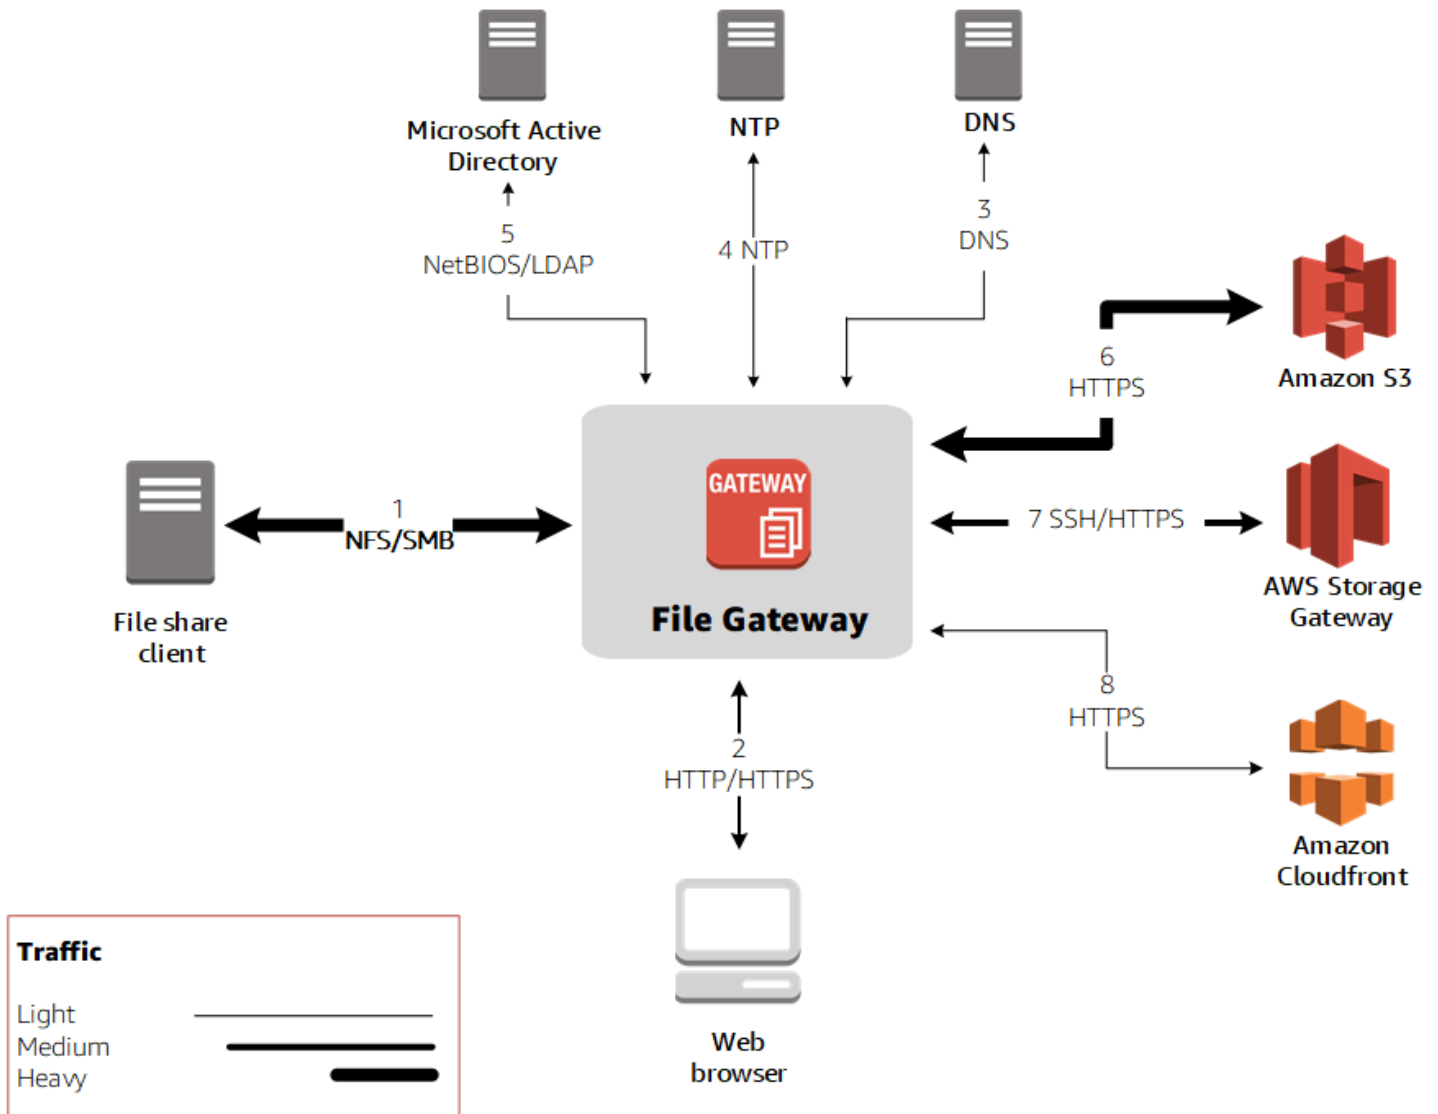 Microsoft Active
Directory
NTP
DNS
5
NetBIOS/LDAP
4 NTP
3
DNS
6
HTTPS
Amazon S3
GATEWAY
File Gateway
1
NFS/SMB
File share
client
7 SSH/HTTPS
AWS Storage
Gateway
8
HTTPS
Amazon
Cloudfront
2
HTTP/HTTPS
Web
browser
Traffic
Light
Medium
Heavy